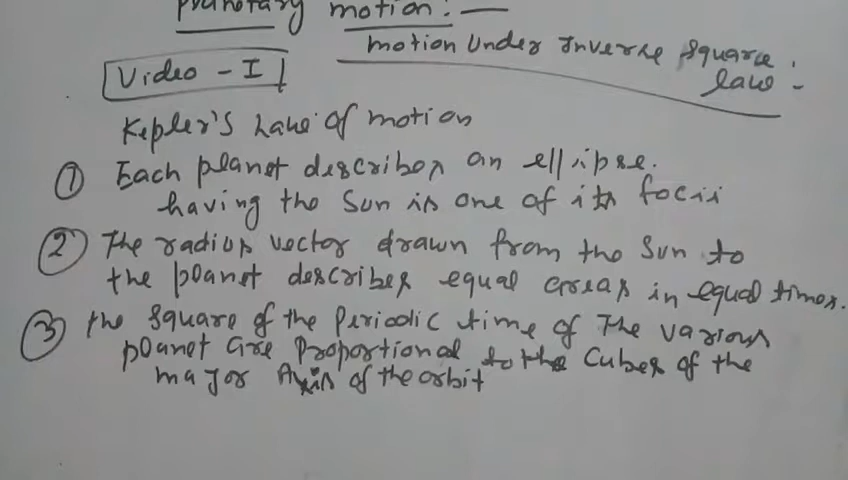 Planetary motion: —
motion Under Inverse Square law: -
Video - I
Kepler's Law of motion
① Each planet describes an ellipse.
having the Sun is one of its focii
② The radius vector drawn from the Sun to
the planet describes equal areas in equal times.
③ the square of the Periodic time of The various
planet are Proportional to the Cubes of the
major Axis of the orbit